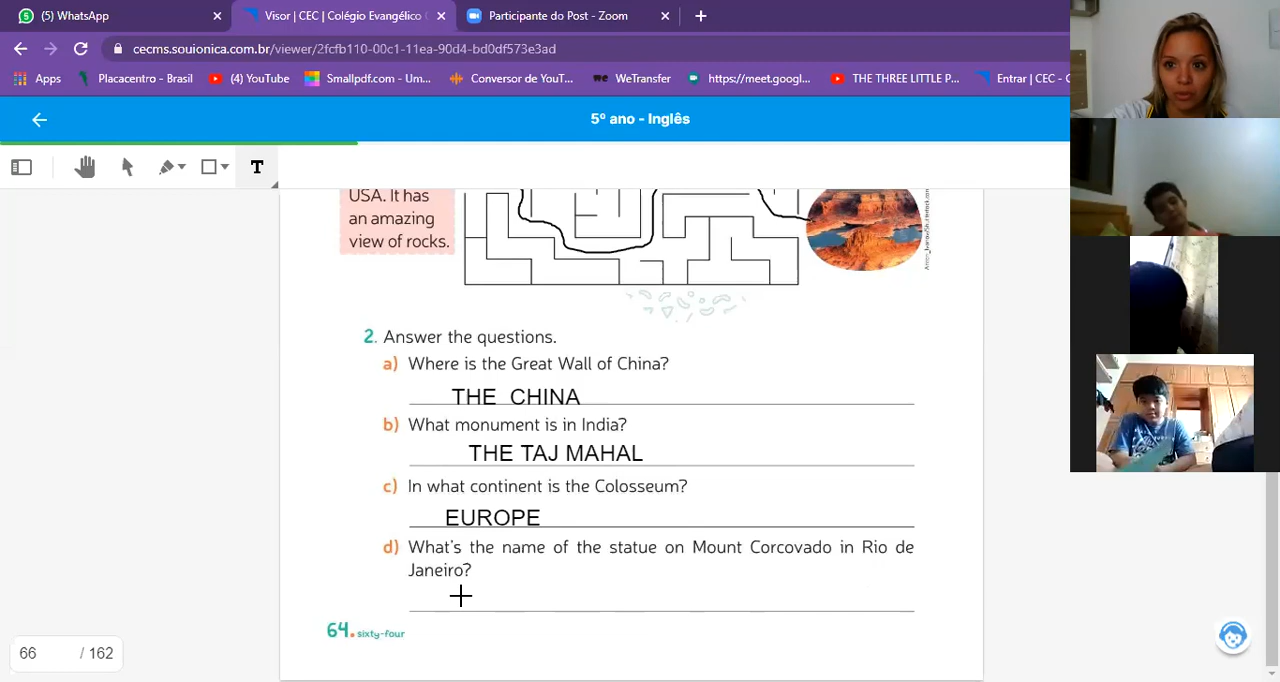 (5) WhatsApp
Visor | CEC | Colégio Evangélico
Participante do Post - Zoom
cecms.souionica.com.br/viewer/2fcfb110-00c1-11ea-90d4-bd0df573e3ad
Apps Placacentro - Brasil (4) YouTube Smallpdf.com - Um... Conversor de YouT... WeTransfer https://meet.googl... THE THREE LITTLE P... Entrar | CEC - C
5º ano - Inglês
T
USA. It has
an amazing
view of rocks.
2. Answer the questions.
a) Where is the Great Wall of China?
THE CHINA
b) What monument is in India?
THE TAJ MAHAL
c) In what continent is the Colosseum?
EUROPE
d) What's the name of the statue on Mount Corcovado in Rio de
Janeiro?
64. sixty-four
66 / 162